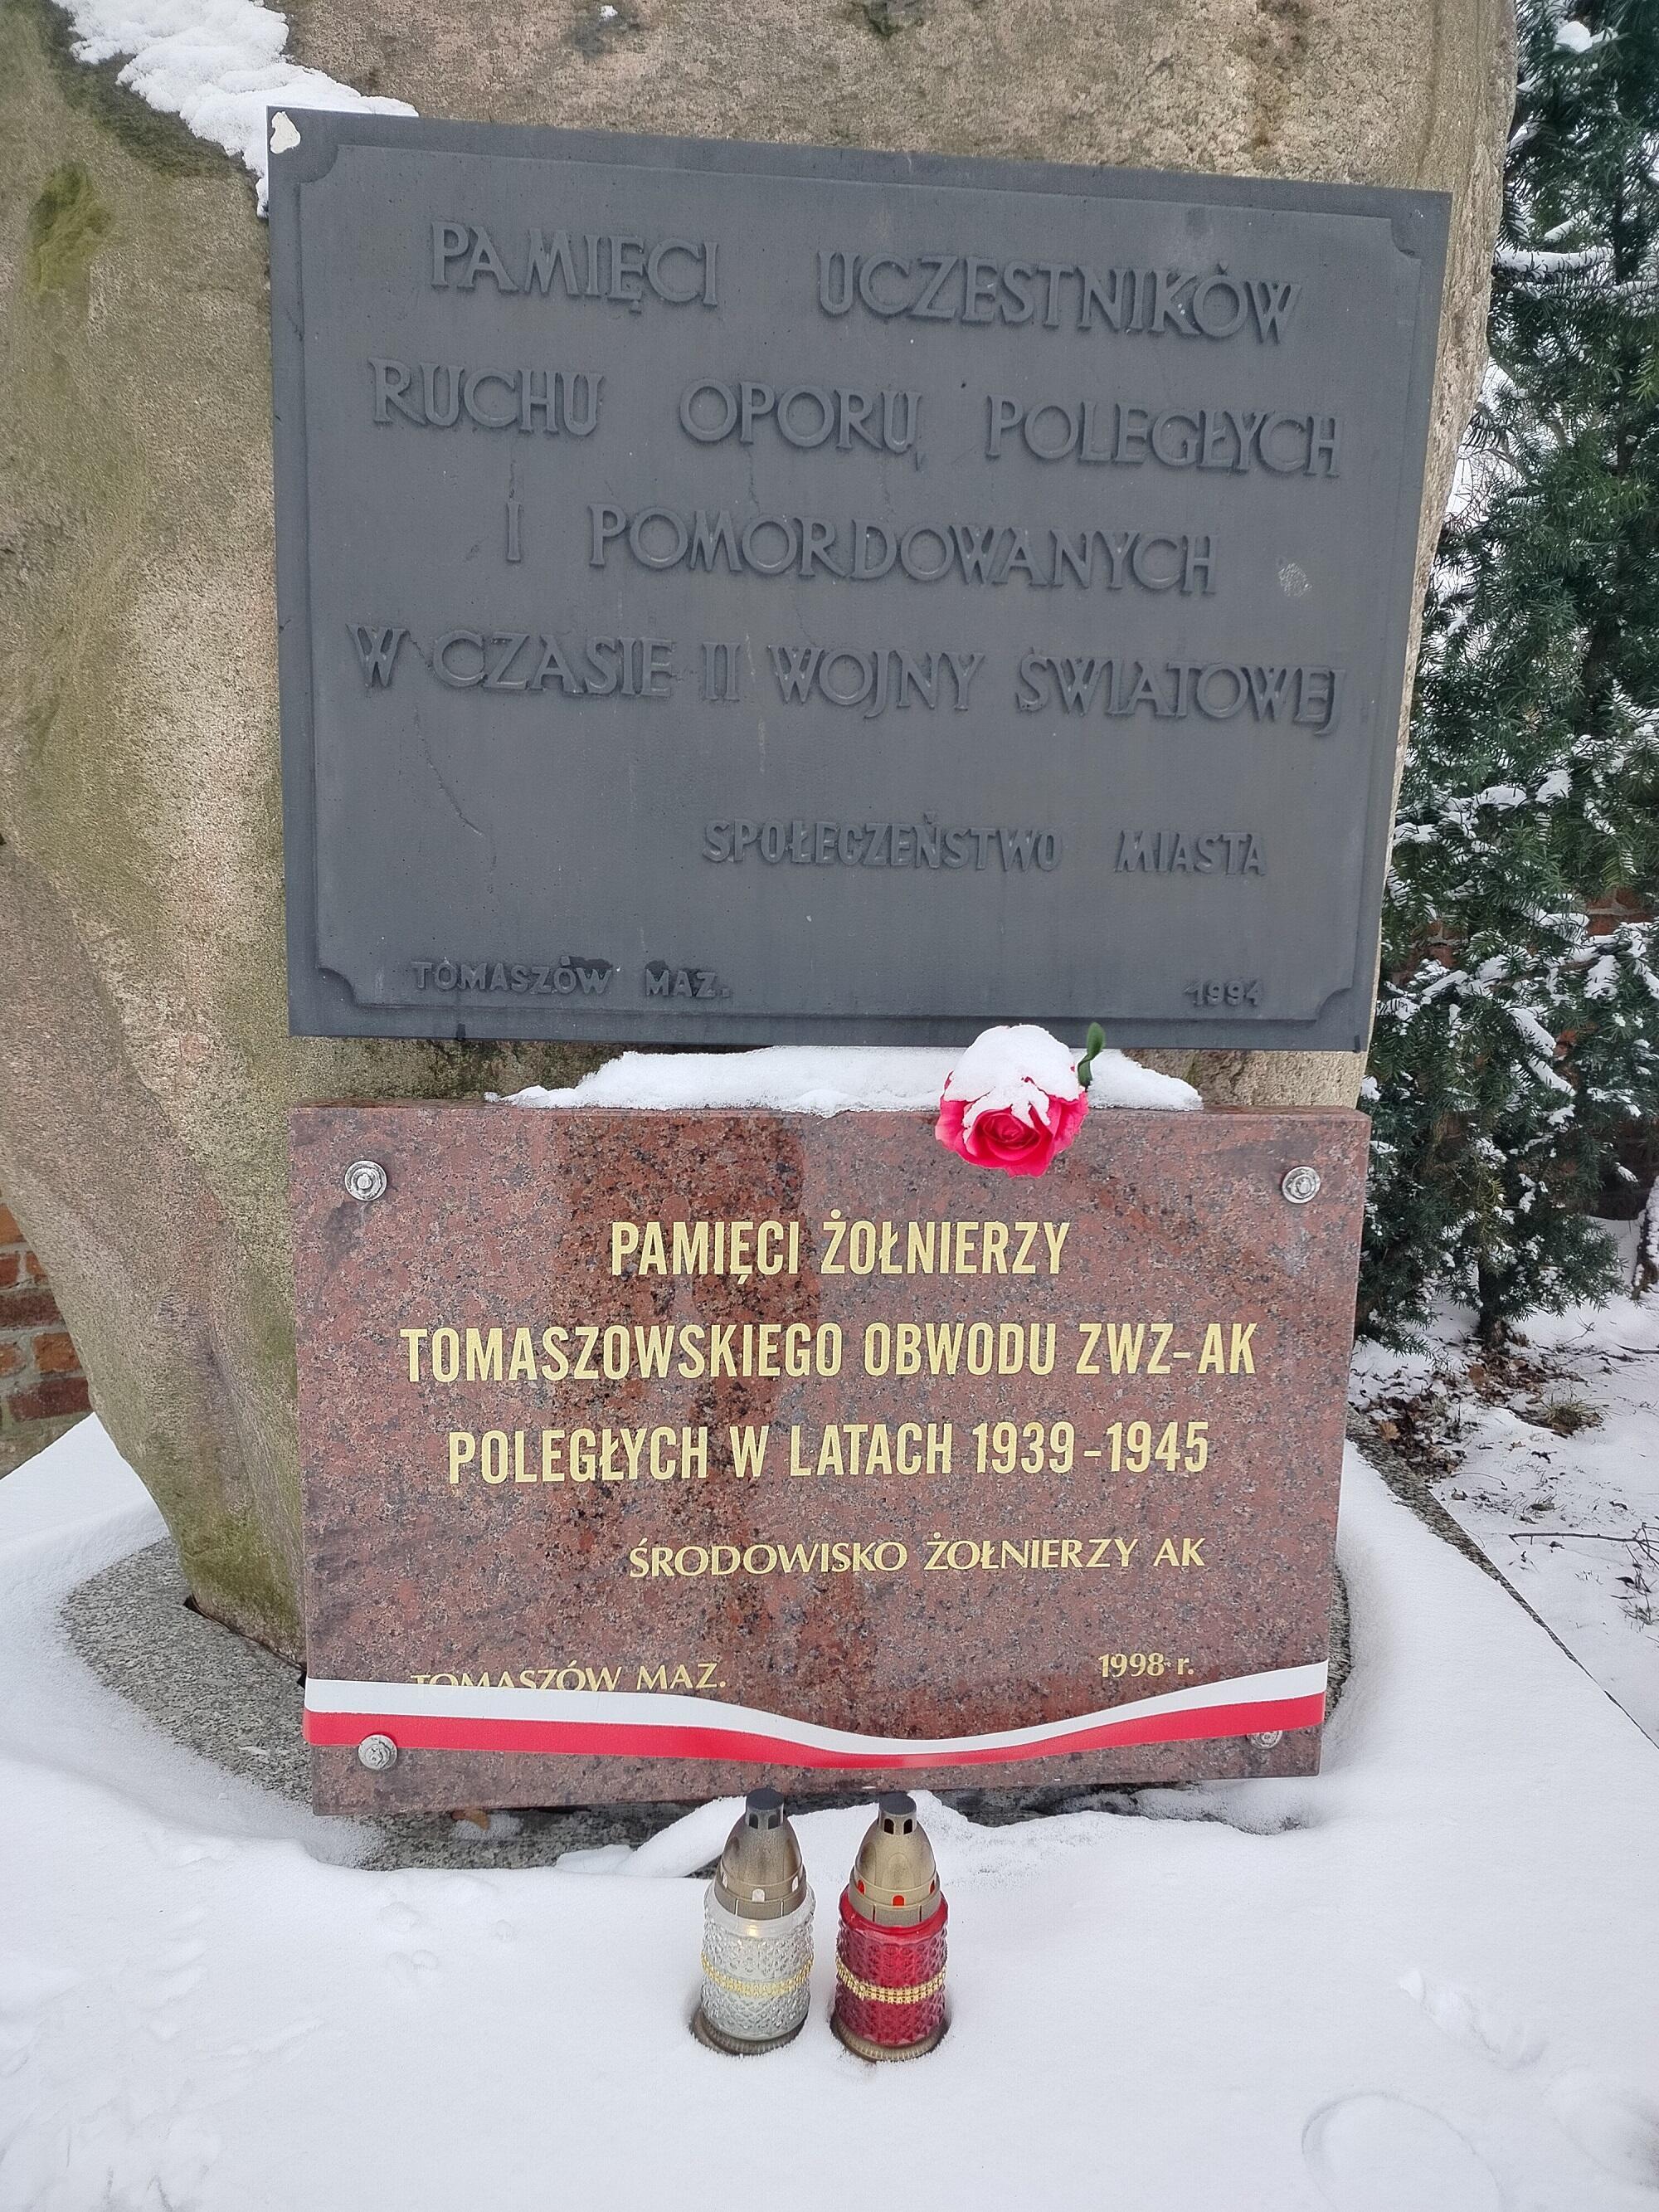 PAMIĘCI UCZESTNIKÓW
RUCHU OPORU, POLEGŁYCH
I POMORDOWANYCH
W CZASIE II WOJNY ŚWIATOWEJ
SPOŁECZEŃSTWO MIASTA
TOMASZÓW MAZ. 1994
PAMIĘCI ŻOŁNIERZY
TOMASZOWSKIEGO OBWODU ZWZ-AK
POLEGŁYCH W LATACH 1939-1945
ŚRODOWISKO ŻOŁNIERZY AK
TOMASZÓW MAZ. 1998 r.